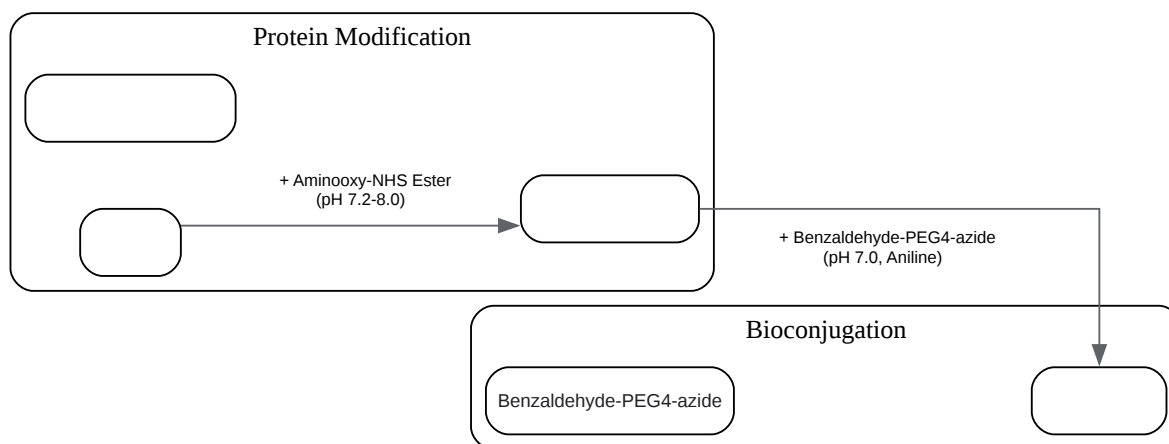 Protein Modification
+ Aminooxy-NHS Ester
(pH 7.2-8.0)
+ Benzaldehyde-PEG4-azide
(pH 7.0, Aniline)
Bioconjugation
Benzaldehyde-PEG4-azide